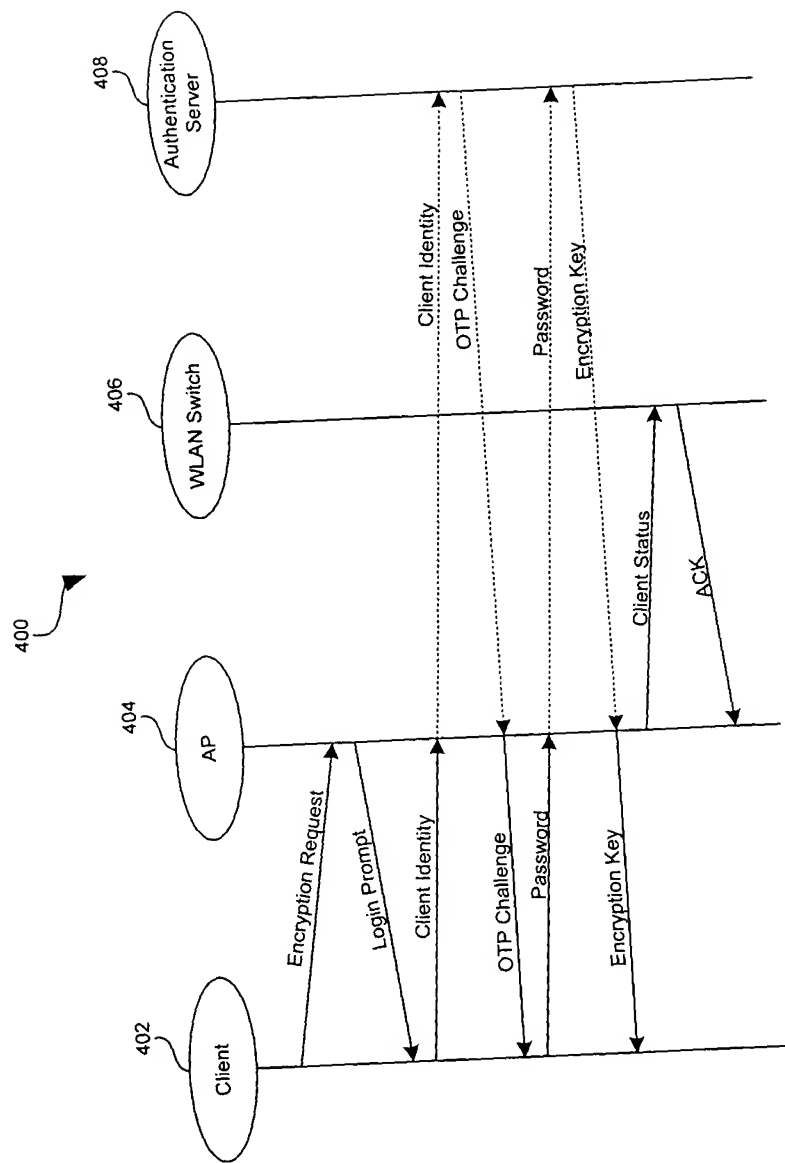 400
402
Client
404
AP
406
WLAN Switch
408
Authentication
Server
Encryption Request
Login Prompt
Client Identity
Client Identity
OTP Challenge
OTP Challenge
Password
Password
Encryption Key
Encryption Key
Client Status
ACK